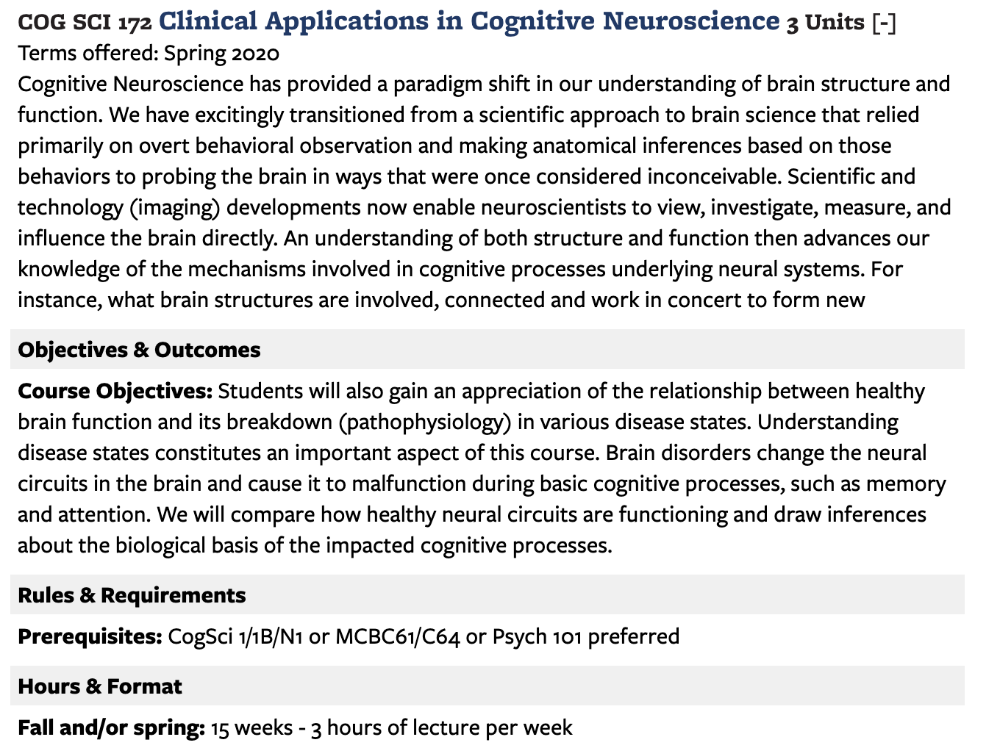 COG SCI 172 Clinical Applications in Cognitive Neuroscience 3 Units [-]
Terms offered: Spring 2020
Cognitive Neuroscience has provided a paradigm shift in our understanding of brain structure and
function. We have excitingly transitioned from a scientific approach to brain science that relied
primarily on overt behavioral observation and making anatomical inferences based on those
behaviors to probing the brain in ways that were once considered inconceivable. Scientific and
technology (imaging) developments now enable neuroscientists to view, investigate, measure, and
influence the brain directly. An understanding of both structure and function then advances our
knowledge of the mechanisms involved in cognitive processes underlying neural systems. For
instance, what brain structures are involved, connected and work in concert to form new
Objectives & Outcomes
Course Objectives: Students will also gain an appreciation of the relationship between healthy
brain function and its breakdown (pathophysiology) in various disease states. Understanding
disease states constitutes an important aspect of this course. Brain disorders change the neural
circuits in the brain and cause it to malfunction during basic cognitive processes, such as memory
and attention. We will compare how healthy neural circuits are functioning and draw inferences
about the biological basis of the impacted cognitive processes.
Rules & Requirements
Prerequisites: CogSci 1/1B/N1 or MCBC61/C64 or Psych 101 preferred
Hours & Format
Fall and/or spring: 15 weeks - 3 hours of lecture per week